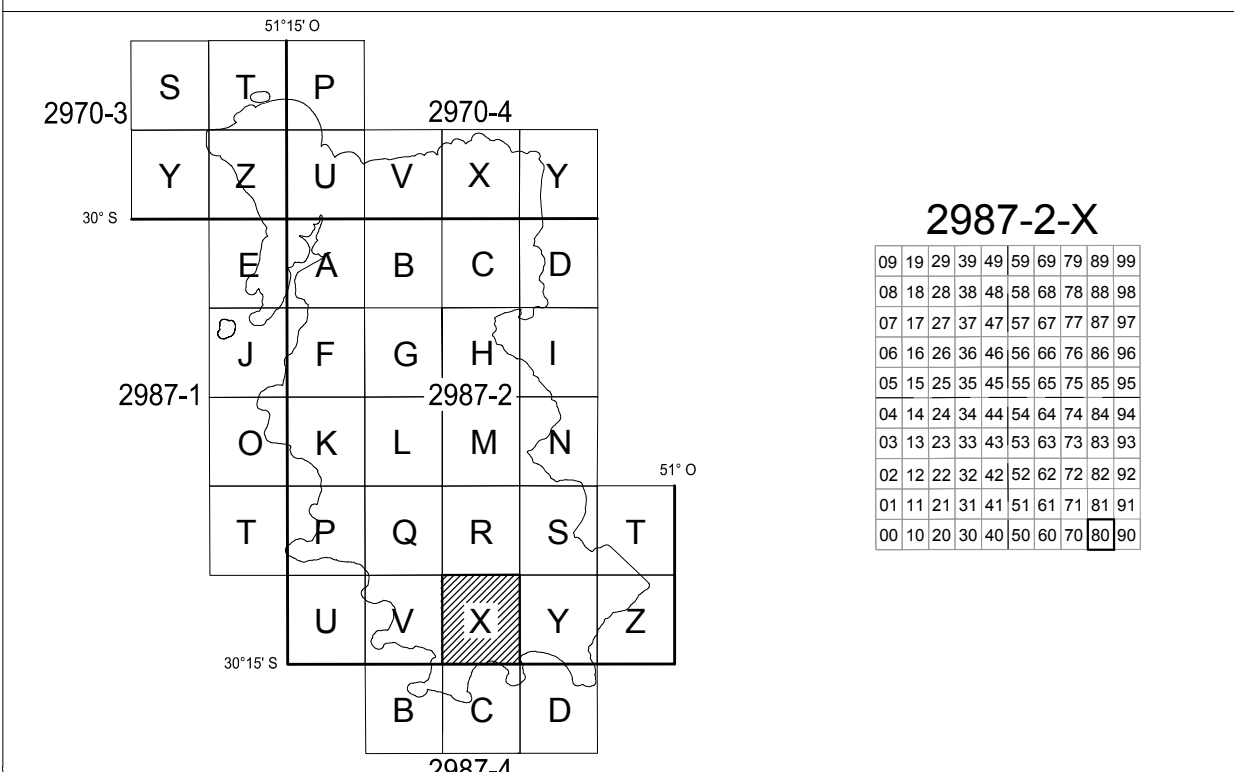 51°15' O
S T P
2970-3
2970-4
Y Z U V X Y
30° S
E A B C D
J F G H I
2987-1
2987-2
O K L M N
51° O
T P Q R S T
U V X Y Z
30°15' S
B C D
2987-4
2987-2-X
09 19 29 39 49 59 69 79 89 99
08 18 28 38 48 58 68 78 88 98
07 17 27 37 47 57 67 77 87 97
06 16 26 36 46 56 66 76 86 96
05 15 25 35 45 55 65 75 85 95
04 14 24 34 44 54 64 74 84 94
03 13 23 33 43 53 63 73 83 93
02 12 22 32 42 52 62 72 82 92
01 11 21 31 41 51 61 71 81 91
00 10 20 30 40 50 60 70 80 90